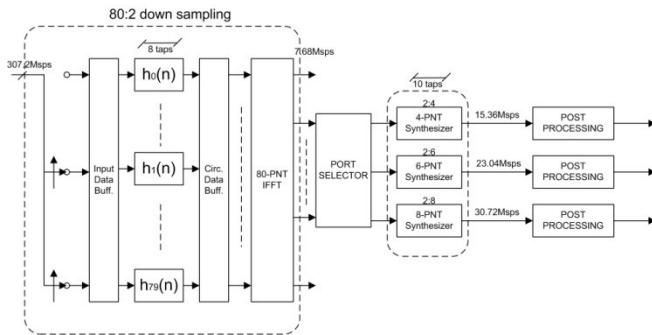 80:2 down sampling
307.2Msps
8 taps
7.68Msps
h0(n)
h1(n)
h79(n)
Input
Data
Buff.
Circ.
Data
Buff.
80-PNT
IFFT
PORT
SELECTOR
10 taps
2:4
4-PNT
Synthesizer
15.36Msps
POST
PROCESSING
2:6
6-PNT
Synthesizer
23.04Msps
POST
PROCESSING
2:8
8-PNT
Synthesizer
30.72Msps
POST
PROCESSING